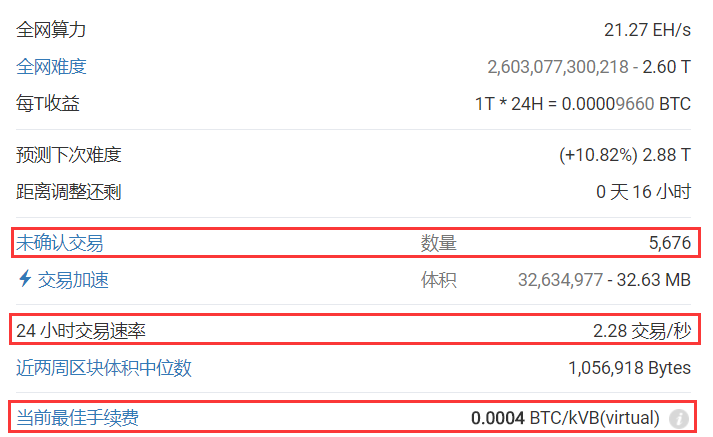 全网算力 21.27 EH/s
全网难度 2,603,077,300,218 - 2.60 T
每T收益 1T * 24H = 0.00009660 BTC
预测下次难度 (+10.82%) 2.88 T
距离调整还剩 0 天 16 小时
未确认交易 数量 5,676
交易加速 体积 32,634,977 - 32.63 MB
24 小时交易速率 2.28 交易/秒
近两周区块体积中位数 1,056,918 Bytes
当前最佳手续费 0.0004 BTC/kVB(virtual) i